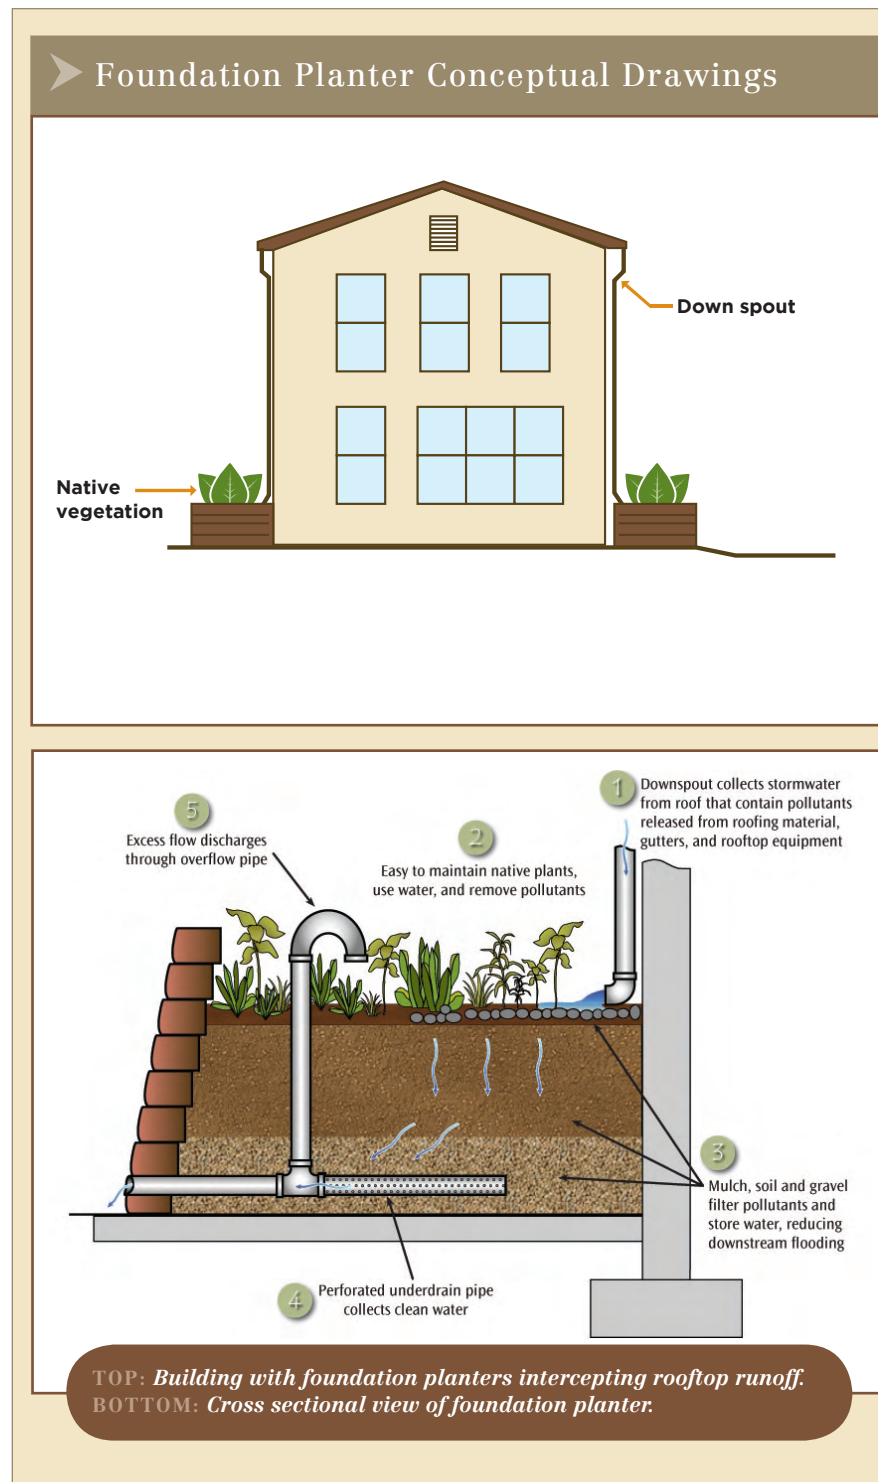 Foundation Planter Conceptual Drawings
Down spout
Native
vegetation
1
Downspout collects stormwater
from roof that contain pollutants
released from roofing material,
gutters, and rooftop equipment
5
Excess flow discharges
through overflow pipe
2
Easy to maintain native plants,
use water, and remove pollutants
3
Mulch, soil and gravel
filter pollutants and
store water, reducing
downstream flooding
4
Perforated underdrain pipe
collects clean water
TOP: Building with foundation planters intercepting rooftop runoff.
BOTTOM: Cross sectional view of foundation planter.